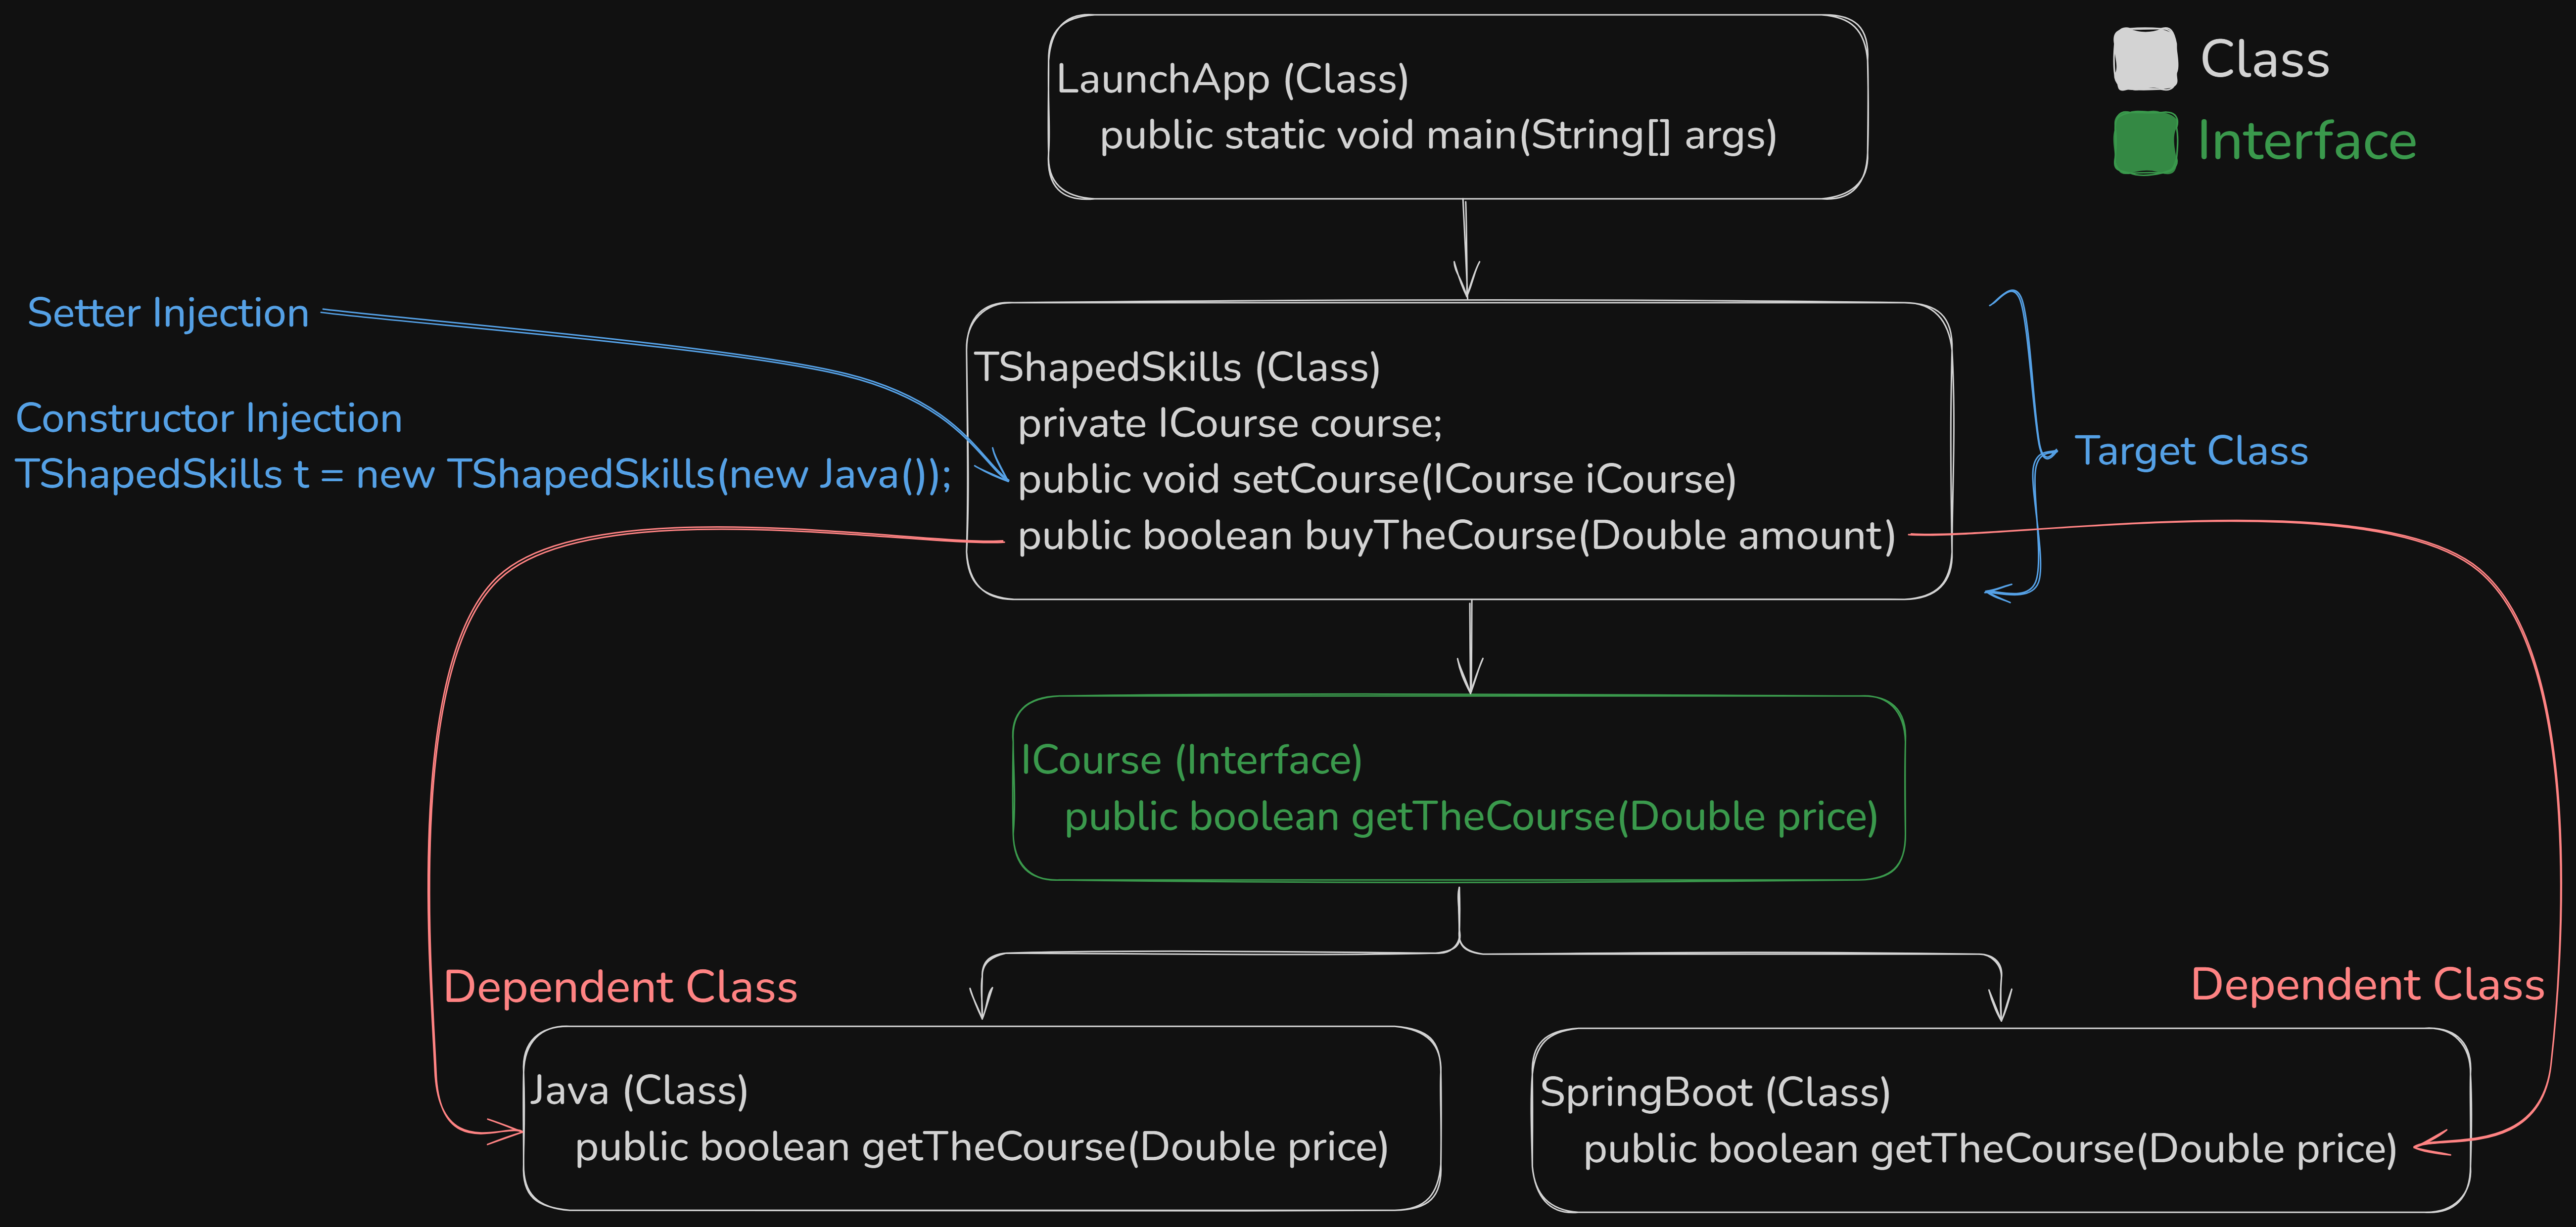 LaunchApp (Class)
public static void main(String[] args)
Class
Interface
Setter Injection
Constructor Injection
TShapedSkills t = new TShapedSkills(new Java());
TShapedSkills (Class)
private ICourse course;
public void setCourse(ICourse iCourse)
public boolean buyTheCourse(Double amount)
Target Class
ICourse (Interface)
public boolean getTheCourse(Double price)
Dependent Class
Dependent Class
Java (Class)
public boolean getTheCourse(Double price)
SpringBoot (Class)
public boolean getTheCourse(Double price)